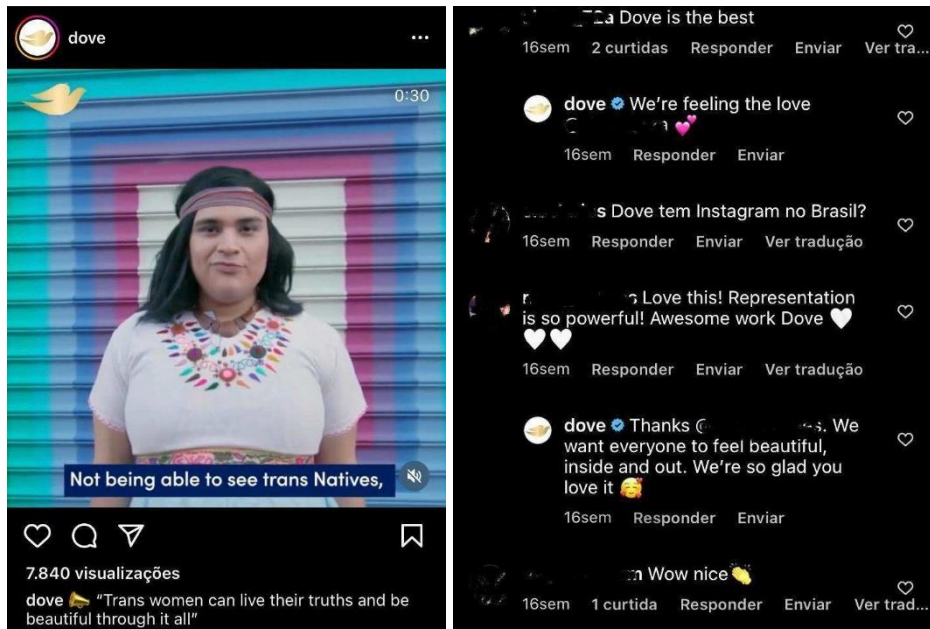 dove
0:30
Not being able to see trans Natives,
7.840 visualizações
dove 📣 “Trans women can live their truths and be
beautiful through it all”
Dove is the best
16sem 2 curtidas Responder Enviar Ver tra...
dove We’re feeling the love
💕
16sem Responder Enviar
Dove tem Instagram no Brasil?
16sem Responder Enviar Ver tradução
Love this! Representation
is so powerful! Awesome work Dove 🤍
🤍🤍
16sem Responder Enviar Ver tradução
dove Thanks @ . We
want everyone to feel beautiful,
inside and out. We’re so glad you
love it 🥰
16sem Responder Enviar
Wow nice👏
16sem 1 curtida Responder Enviar Ver trad...